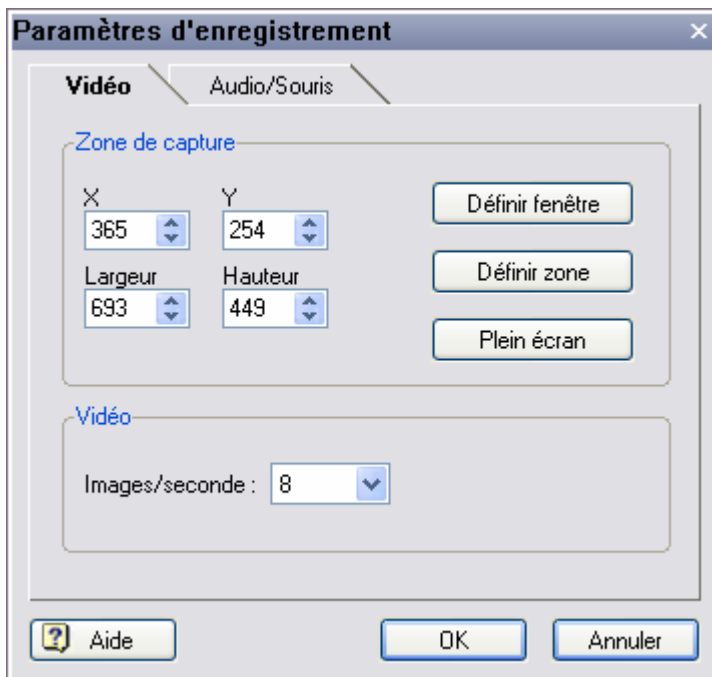 Paramètres d'enregistrement
Vidéo Audio/Souris
Zone de capture
X Y
365 254
Définir fenêtre
Largeur Hauteur
693 449
Définir zone
Plein écran
Vidéo
Images/seconde : 8
Aide OK Annuler